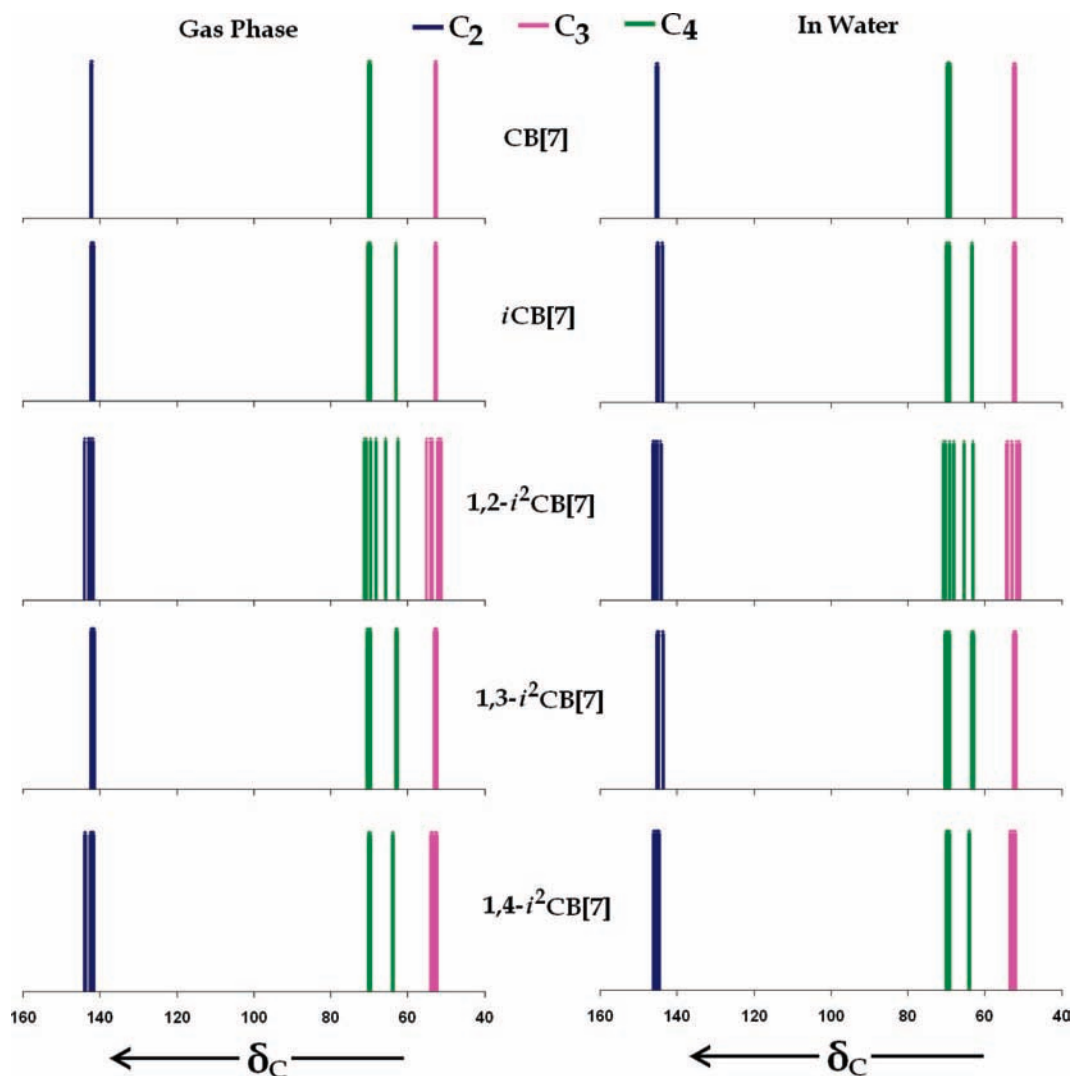 Gas Phase C2 C3 C4 In Water
CB[7]
iCB[7]
1,2-i²CB[7]
1,3-i²CB[7]
1,4-i²CB[7]
160 140 120 100 80 60 40 160 140 120 100 80 60 40
δC δC